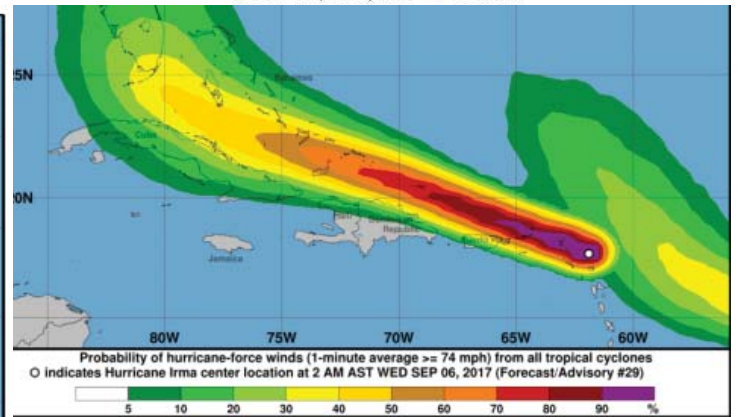 Bahamas
25N
Cuba
20N
Republic
Jamaica
80W 75W 70W 65W 60W
Probability of hurricane-force winds (1-minute average >= 74 mph) from all tropical cyclones
O indicates Hurricane Irma center location at 2 AM AST WED SEP 06, 2017 (Forecast/Advisory #29)
5 10 20 30 40 50 60 70 80 90 %